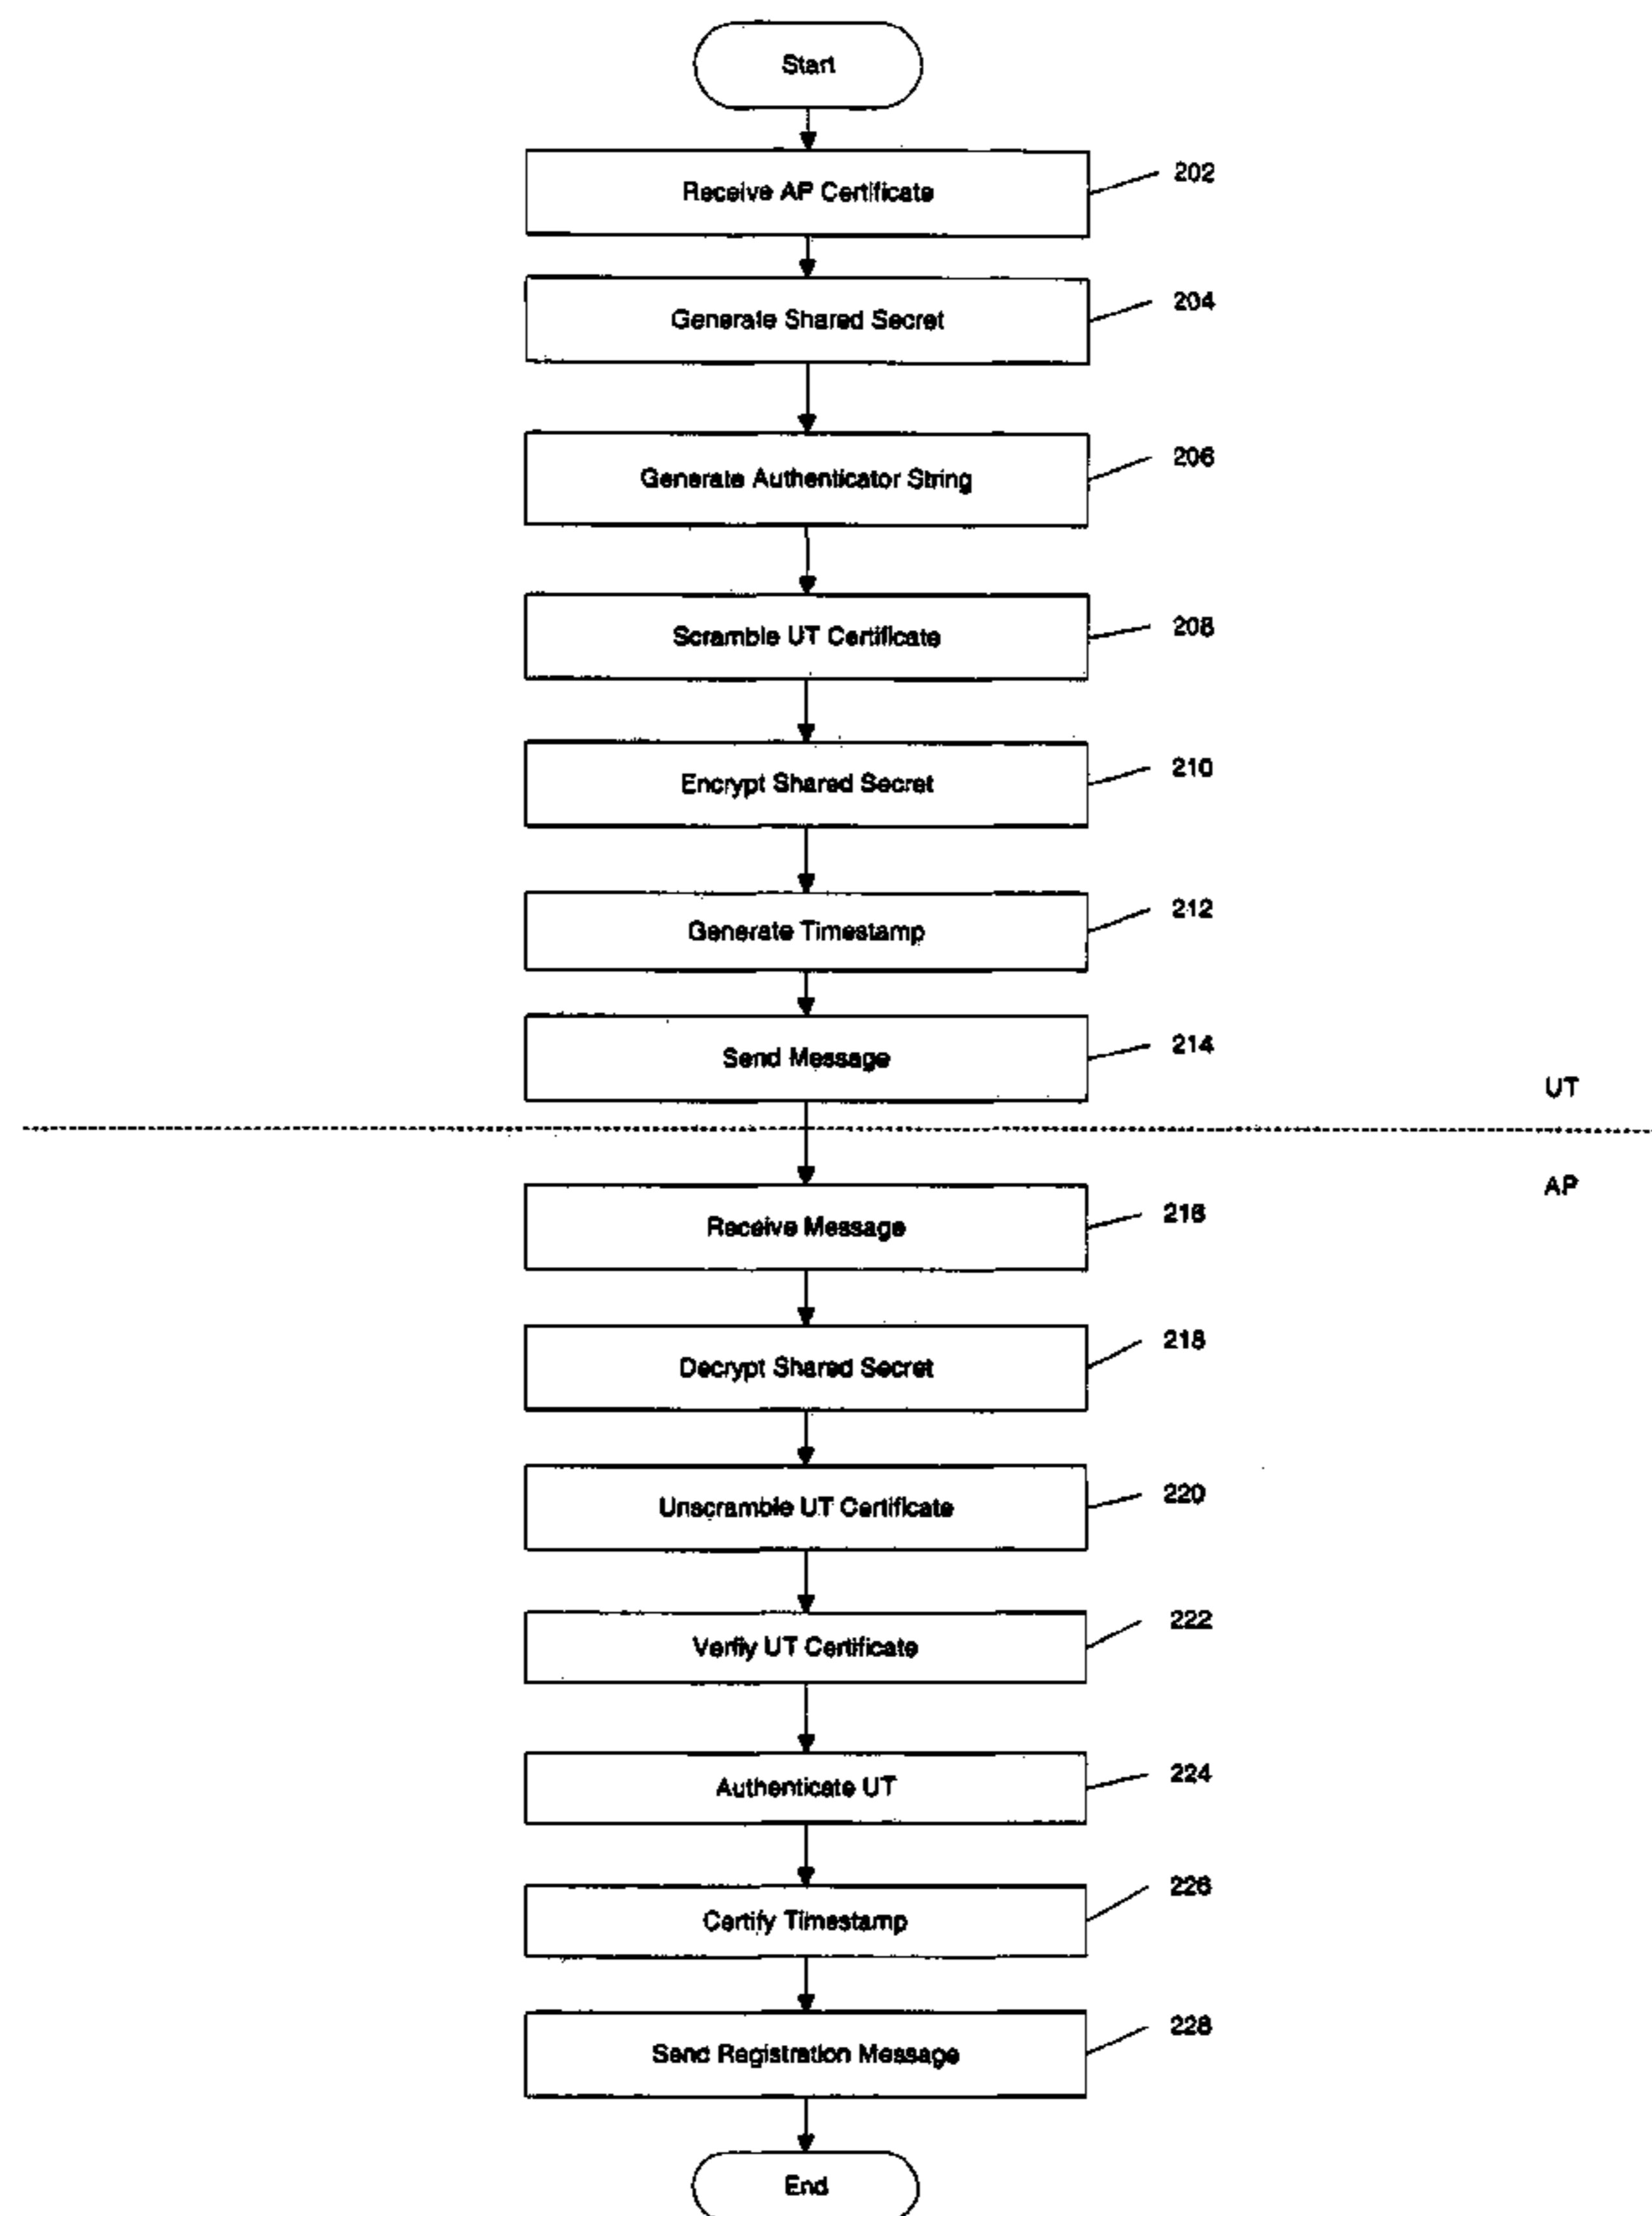 Start
Receive AP Certificate
202
Generate Shared Secret
204
Generate Authenticator String
206
Scramble UT Certificate
208
Encrypt Shared Secret
210
Generate Timestamp
212
Send Message
214
UT
AP
Receive Message
216
Decrypt Shared Secret
218
Unscramble UT Certificate
220
Verfiy UT Certificate
222
Authenticate UT
224
Certify Timestamp
226
Send Registration Message
228
End